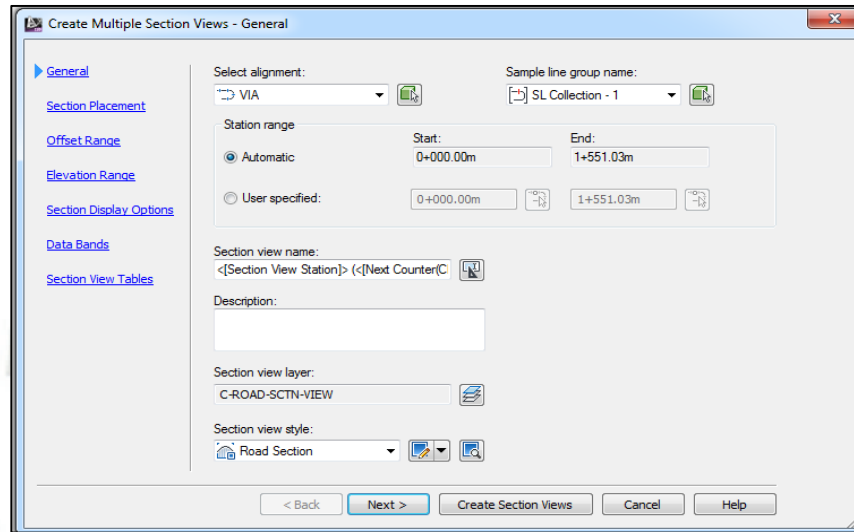 Create Multiple Section Views - General
General
Section Placement
Offset Range
Elevation Range
Section Display Options
Data Bands
Section View Tables
Select alignment:
Sample line group name:
VIA
SL Collection - 1
Station range
Start:
End:
Automatic
0+000.00m
1+551.03m
User specified:
0+000.00m
1+551.03m
Section view name:
<[Section View Station]> (<[Next Counter(C
Description:
Section view layer:
C-ROAD-SCTN-VIEW
Section view style:
Road Section
< Back
Next >
Create Section Views
Cancel
Help